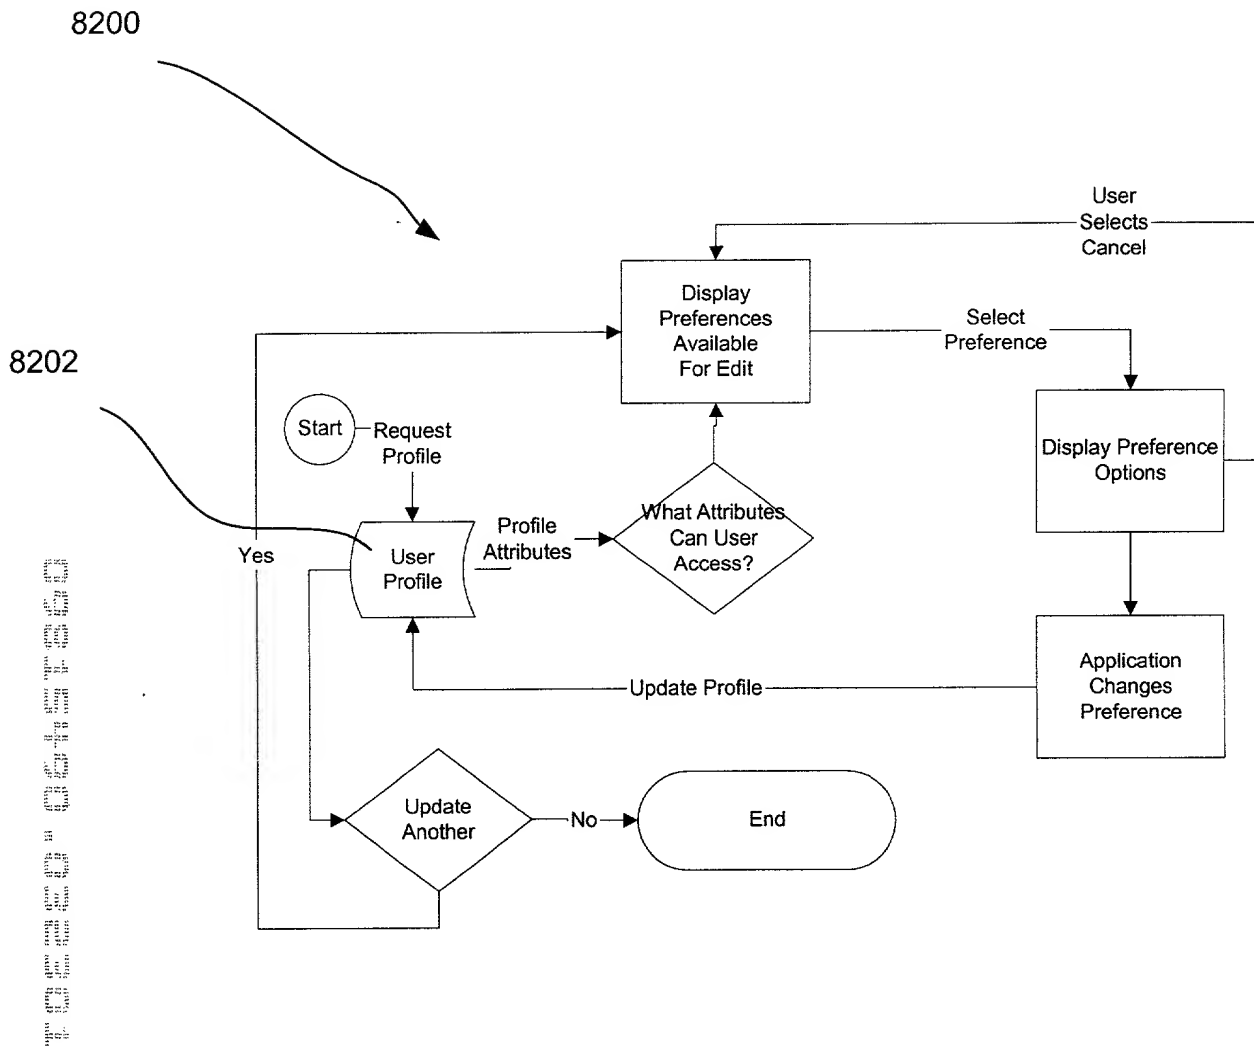 8200
User
Selects
Cancel
Display
Preferences
Available
For Edit
Select
Preference
8202
Start
Request
Profile
Display Preference
Options
What Attributes
Can User
Access?
Profile
Attributes
User
Profile
Yes
Application
Changes
Preference
Update Profile
Update
Another
No
End